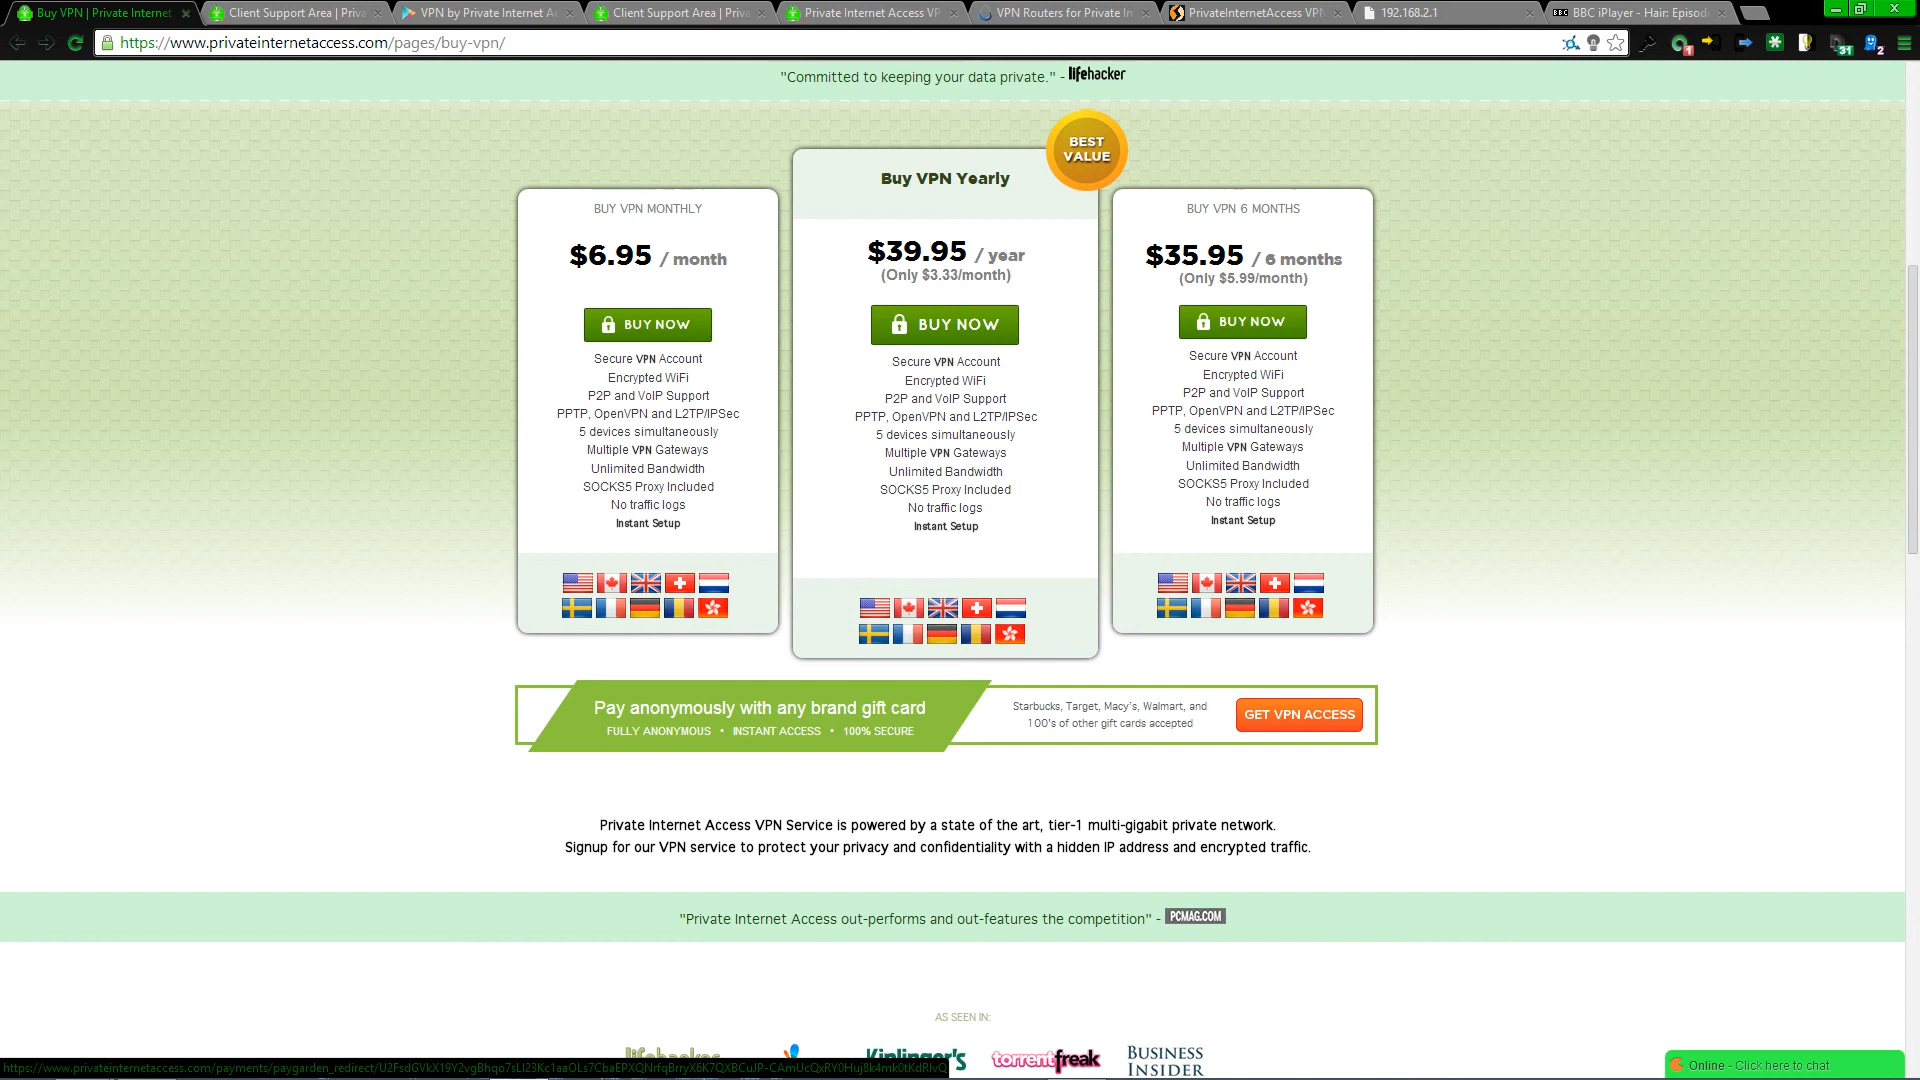 Buy VPN | Private Internet
Client Support Area | Priva
VPN by Private Internet Ac
Client Support Area | Priva
Private Internet Access VP
VPN Routers for Private In
PrivateInternetAccess VPN
192.168.2.1
BBC
BBC iPlayer - Hair: Episode
https://www.privateinternetaccess.com/pages/buy-vpn/
1
31
2
"Committed to keeping your data private." - lifehacker
BEST
VALUE
BUY VPN MONTHLY
$6.95 / month
BUY NOW
Secure VPN Account
Encrypted WiFi
P2P and VoIP Support
PPTP, OpenVPN and L2TP/IPSec
5 devices simultaneously
Multiple VPN Gateways
Unlimited Bandwidth
SOCKS5 Proxy Included
No traffic logs
Instant Setup
Buy VPN Yearly
$39.95 / year
(Only $3.33/month)
BUY NOW
Secure VPN Account
Encrypted WiFi
P2P and VoIP Support
PPTP, OpenVPN and L2TP/IPSec
5 devices simultaneously
Multiple VPN Gateways
Unlimited Bandwidth
SOCKS5 Proxy Included
No traffic logs
Instant Setup
BUY VPN 6 MONTHS
$35.95 / 6 months
(Only $5.99/month)
BUY NOW
Secure VPN Account
Encrypted WiFi
P2P and VoIP Support
PPTP, OpenVPN and L2TP/IPSec
5 devices simultaneously
Multiple VPN Gateways
Unlimited Bandwidth
SOCKS5 Proxy Included
No traffic logs
Instant Setup
Pay anonymously with any brand gift card
FULLY ANONYMOUS • INSTANT ACCESS • 100% SECURE
Starbucks, Target, Macy's, Walmart, and
100's of other gift cards accepted
GET VPN ACCESS
Private Internet Access VPN Service is powered by a state of the art, tier-1 multi-gigabit private network.
Signup for our VPN service to protect your privacy and confidentiality with a hidden IP address and encrypted traffic.
"Private Internet Access out-performs and out-features the competition" - PCMAG.COM
AS SEEN IN:
lifehacker
Kiplinger's
torrentfreak
BUSINESS
INSIDER
Online - Click here to chat